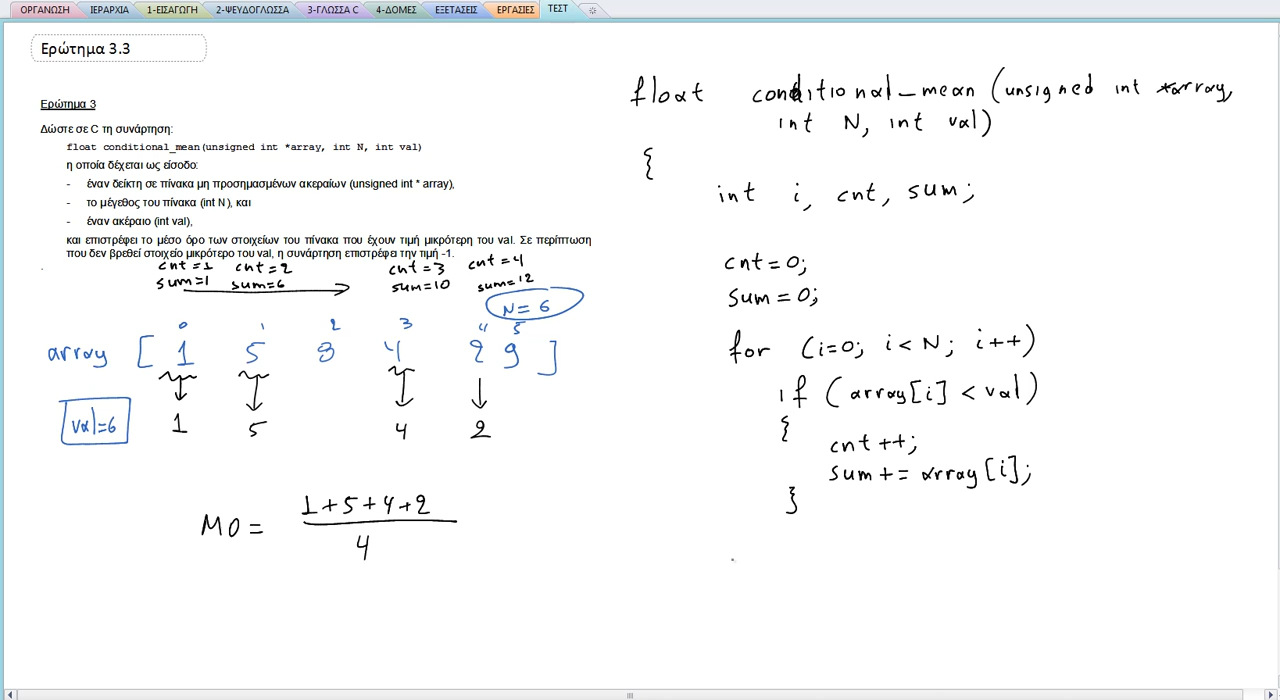 ΟΡΓΑΝΩΣΗ ΙΕΡΑΡΧΙΑ 1-ΕΙΣΑΓΩΓΗ 2-ΨΕΥΔΟΓΛΩΣΣΑ 3-ΓΛΩΣΣΑ C 4-ΔΟΜΕΣ ΕΞΕΤΑΣΕΙΣ ΕΡΓΑΣΙΕΣ ΤΕΣΤ
Ερώτημα 3.3
Ερώτημα 3
Δώστε σε C τη συνάρτηση:
float conditional_mean(unsigned int *array, int N, int val)
η οποία δέχεται ως είσοδο:
- έναν δείκτη σε πίνακα μη προσημασμένων ακεραίων (unsigned int * array),
- το μέγεθος του πίνακα (int N), και
- έναν ακέραιο (int val),
και επιστρέφει το μέσο όρο των στοιχείων του πίνακα που έχουν τιμή μικρότερη του val. Σε περίπτωση
που δεν βρεθεί στοιχείο μικρότερο του val, η συνάρτηση επιστρέφει την τιμή -1.
cnt=1 cnt=2 cnt=3 cnt=4
sum=1 sum=6 sum=10 sum=12
N=6
0 1 2 3 4 5
array [ 1 5 8 4 2 9 ]
val=6
1 5 4 2
MO = 1+5+4+2
4
float conditional_mean (unsigned int *array,
int N, int val)
{
int i, cnt, sum;
cnt=0;
sum=0;
for (i=0; i<N; i++)
if (array[i] < val)
{
cnt++;
sum+= array[i];
}